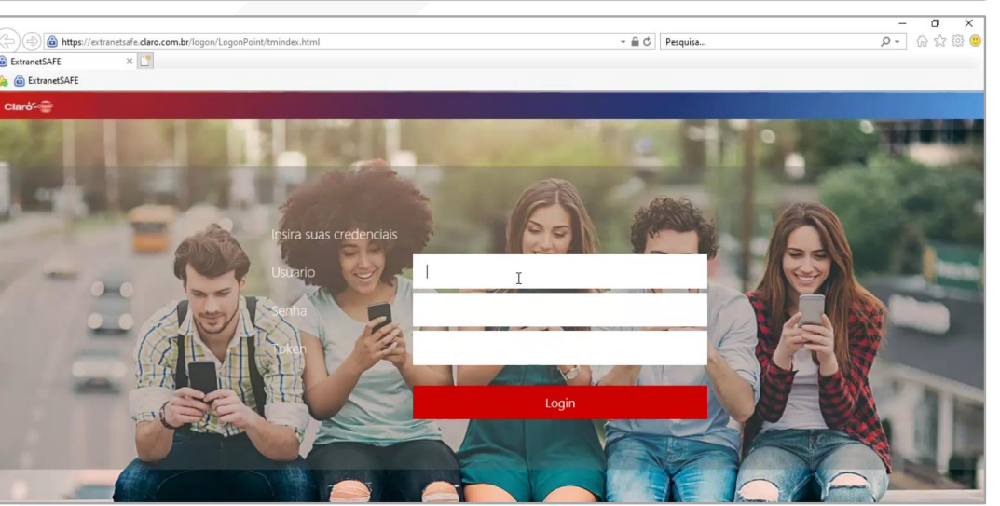 https://extranetsafe.claro.com.br/logon/LogonPoint/tmindex.html
Pesquisa...
ExtranetSAFE
ExtranetSAFE
Claro
Insira suas credenciais
Usuario
Senha
Token
Login